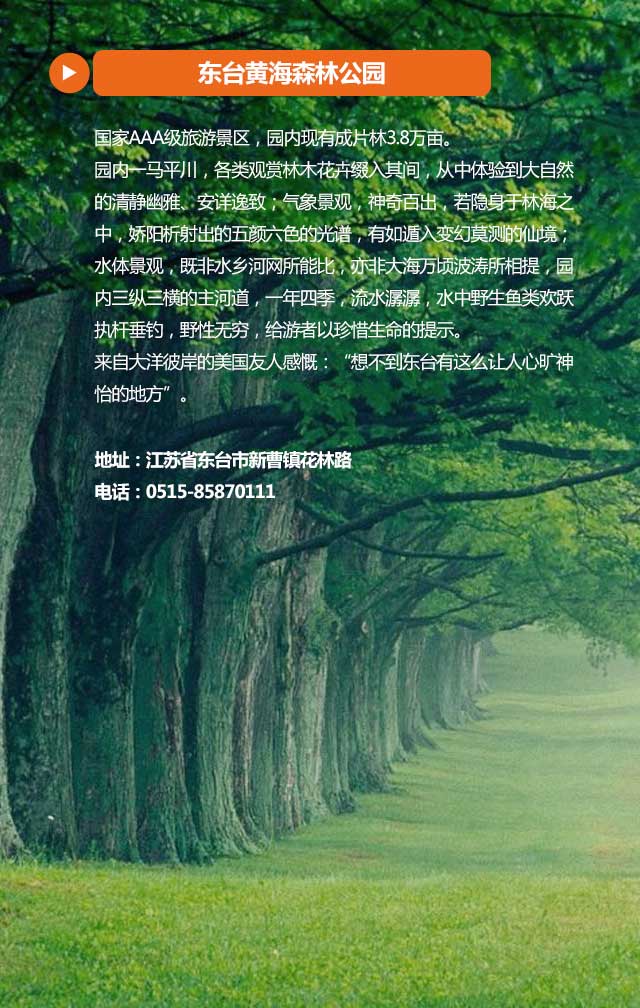 东台黄海森林公园
国家AAA级旅游景区，园内现有成片林3.8万亩。
园内一马平川，各类观赏林木花卉缀入其间，从中体验到大自然
的清静幽雅、安详逸致；气象景观，神奇百出，若隐身于林海之
中，娇阳析射出的五颜六色的光谱，有如遁入变幻莫测的仙境；
水体景观，既非水乡河网所能比，亦非大海万顷波涛所相提，园
内三纵三横的主河道，一年四季，流水潺潺，水中野生鱼类欢跃
执杆垂钓，野性无穷，给游者以珍惜生命的提示。
来自大洋彼岸的美国友人感慨：“想不到东台有这么让人心旷神
怡的地方”。
地址：江苏省东台市新曹镇花林路
电话：0515-85870111